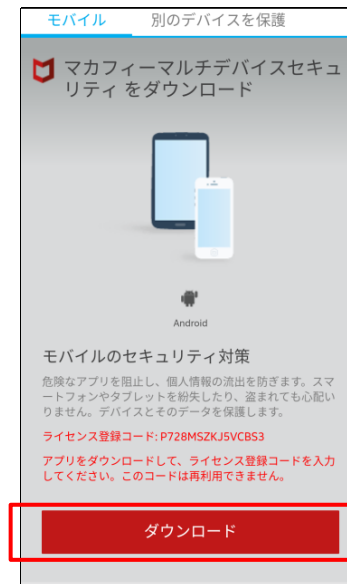 モバイル 別のデバイスを保護
マカフィーマルチデバイスセキュ
リティ をダウンロード
Android
モバイルのセキュリティ対策
危険なアプリを阻止し、個人情報の流出を防ぎます。スマ
ートフォンやタブレットを紛失したり、盗まれても心配い
りません。デバイスとそのデータを保護します。
ライセンス登録コード: P728MSZKJ5VCBS3
アプリをダウンロードして、ライセンス登録コードを入力
してください。このコードは再利用できません。
ダウンロード